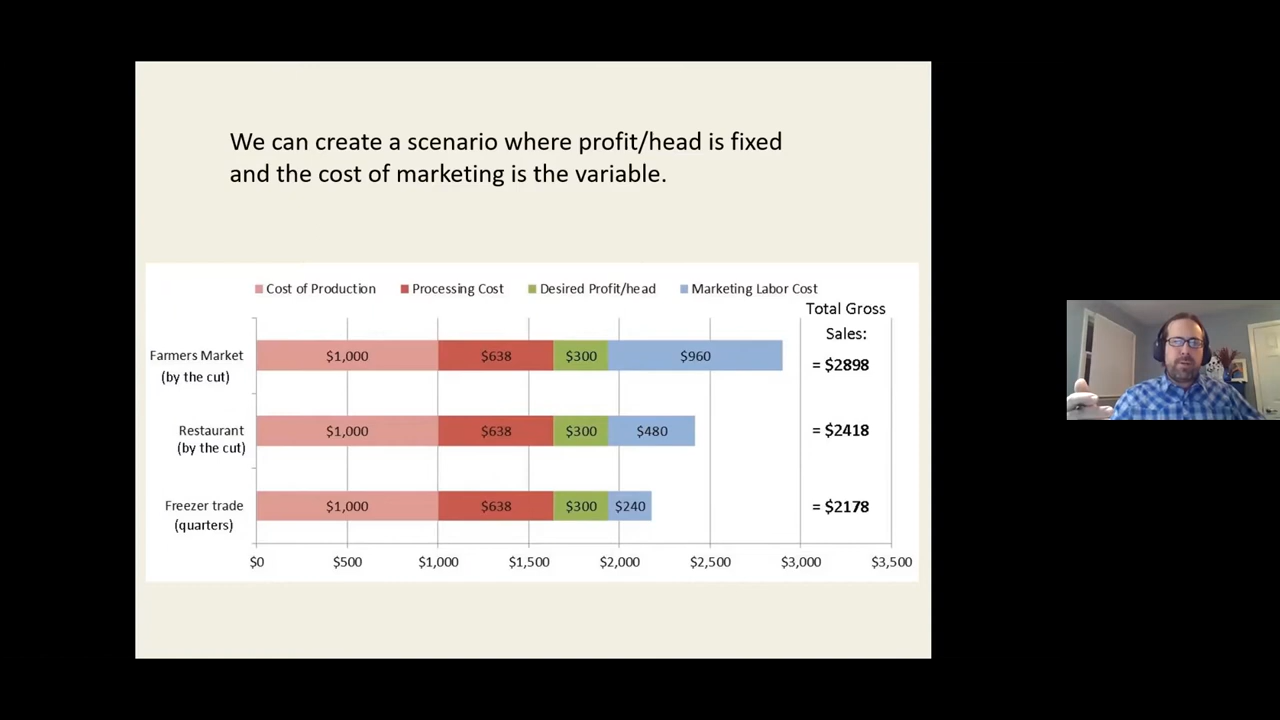 We can create a scenario where profit/head is fixed
and the cost of marketing is the variable.
Cost of Production Processing Cost Desired Profit/head Marketing Labor Cost
Total Gross
Sales:
Farmers Market $1,000 $638 $300 $960 = $2898
(by the cut)
Restaurant $1,000 $638 $300 $480 = $2418
(by the cut)
Freezer trade $1,000 $638 $300 $240 = $2178
(quarters)
$0 $500 $1,000 $1,500 $2,000 $2,500 $3,000 $3,500